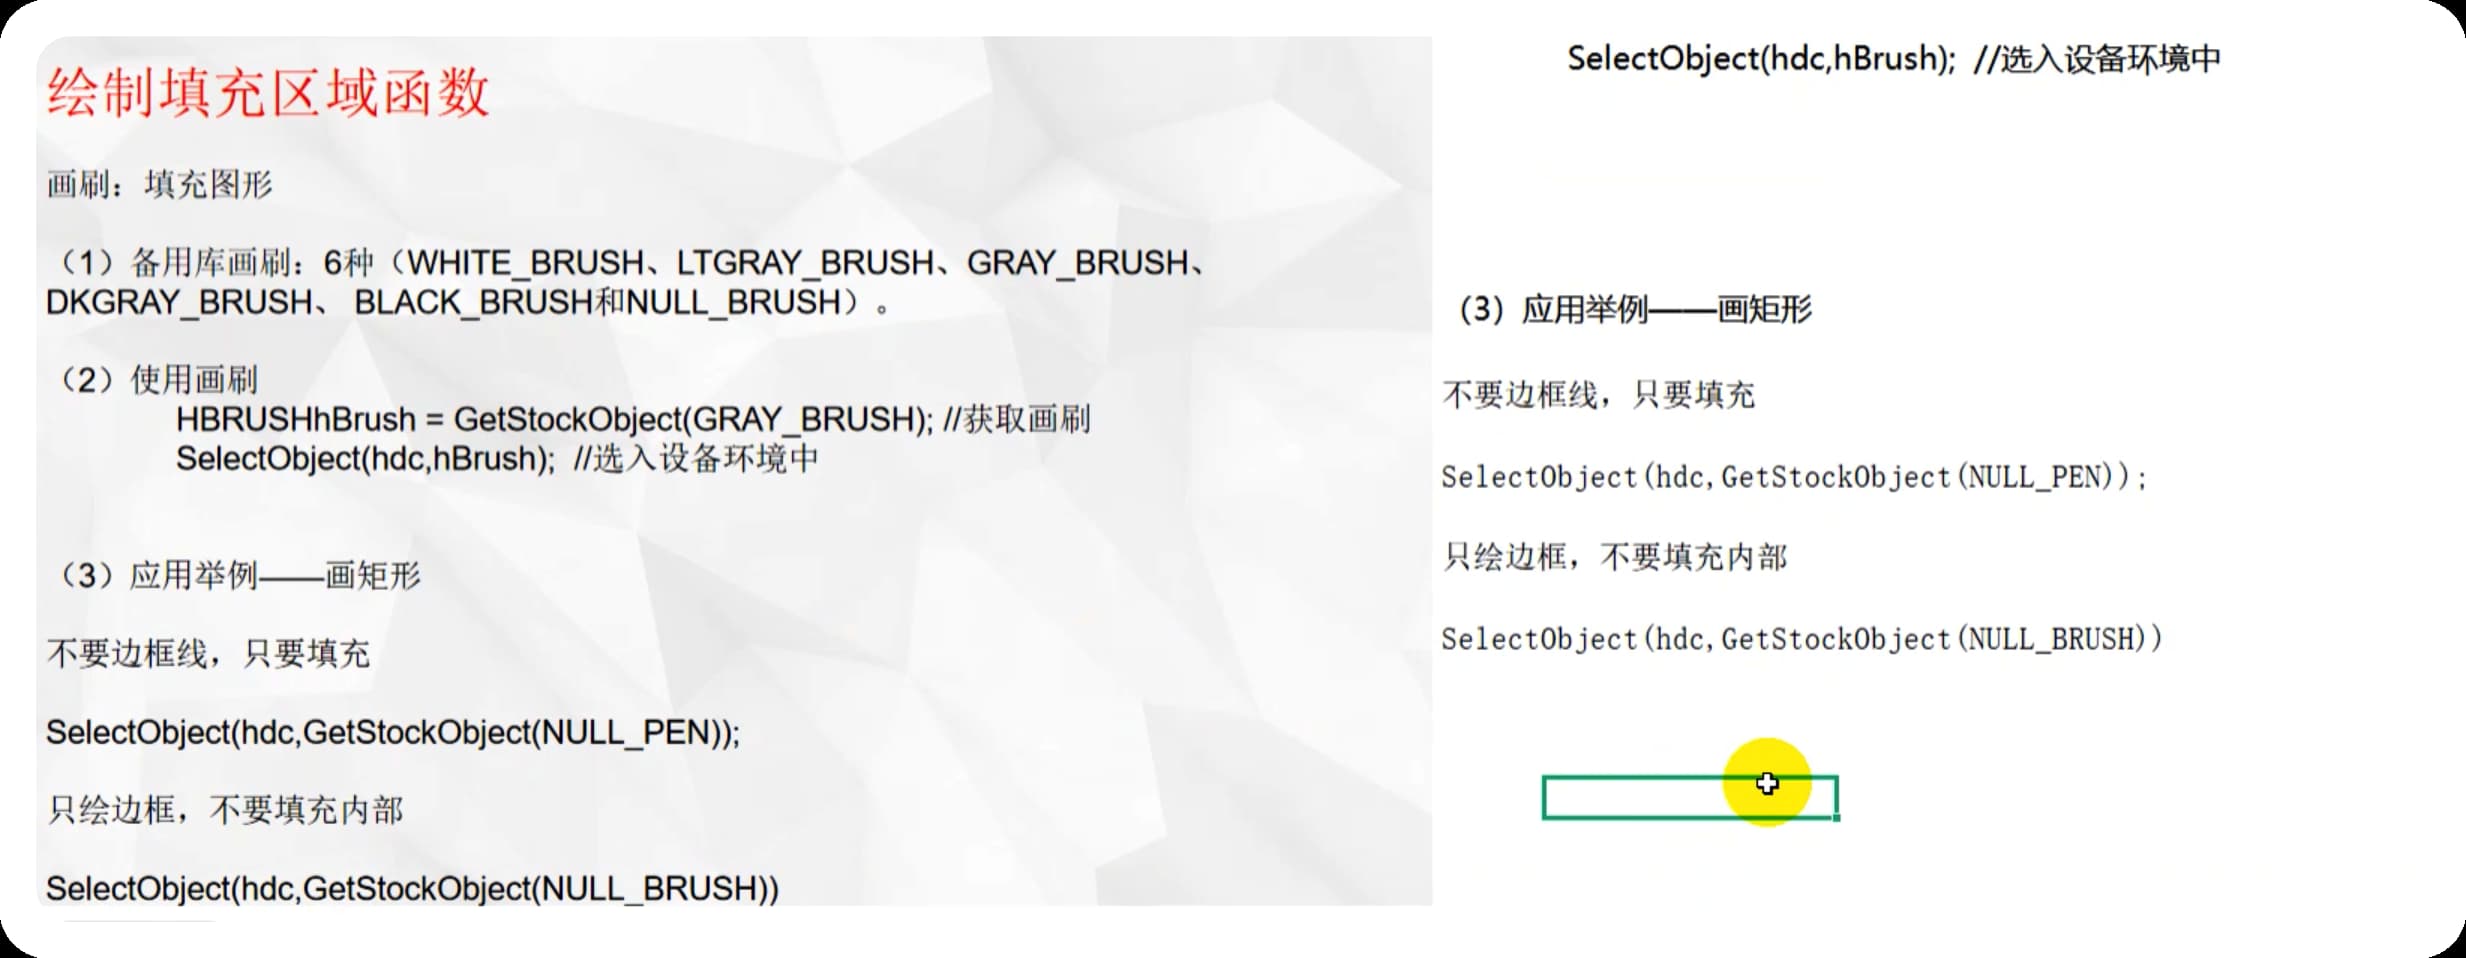 绘制填充区域函数
画刷：填充图形
（1）备用库画刷：6种（WHITE_BRUSH、LTGRAY_BRUSH、GRAY_BRUSH、
DKGRAY_BRUSH、 BLACK_BRUSH和NULL_BRUSH）。
（2）使用画刷
HBRUSHhBrush = GetStockObject(GRAY_BRUSH); //获取画刷
SelectObject(hdc,hBrush);  //选入设备环境中
（3）应用举例——画矩形
不要边框线，只要填充
SelectObject(hdc,GetStockObject(NULL_PEN));
只绘边框，不要填充内部
SelectObject(hdc,GetStockObject(NULL_BRUSH))
SelectObject(hdc,hBrush);  //选入设备环境中
（3）应用举例——画矩形
不要边框线，只要填充
SelectObject(hdc,GetStockObject(NULL_PEN));
只绘边框，不要填充内部
SelectObject(hdc,GetStockObject(NULL_BRUSH))